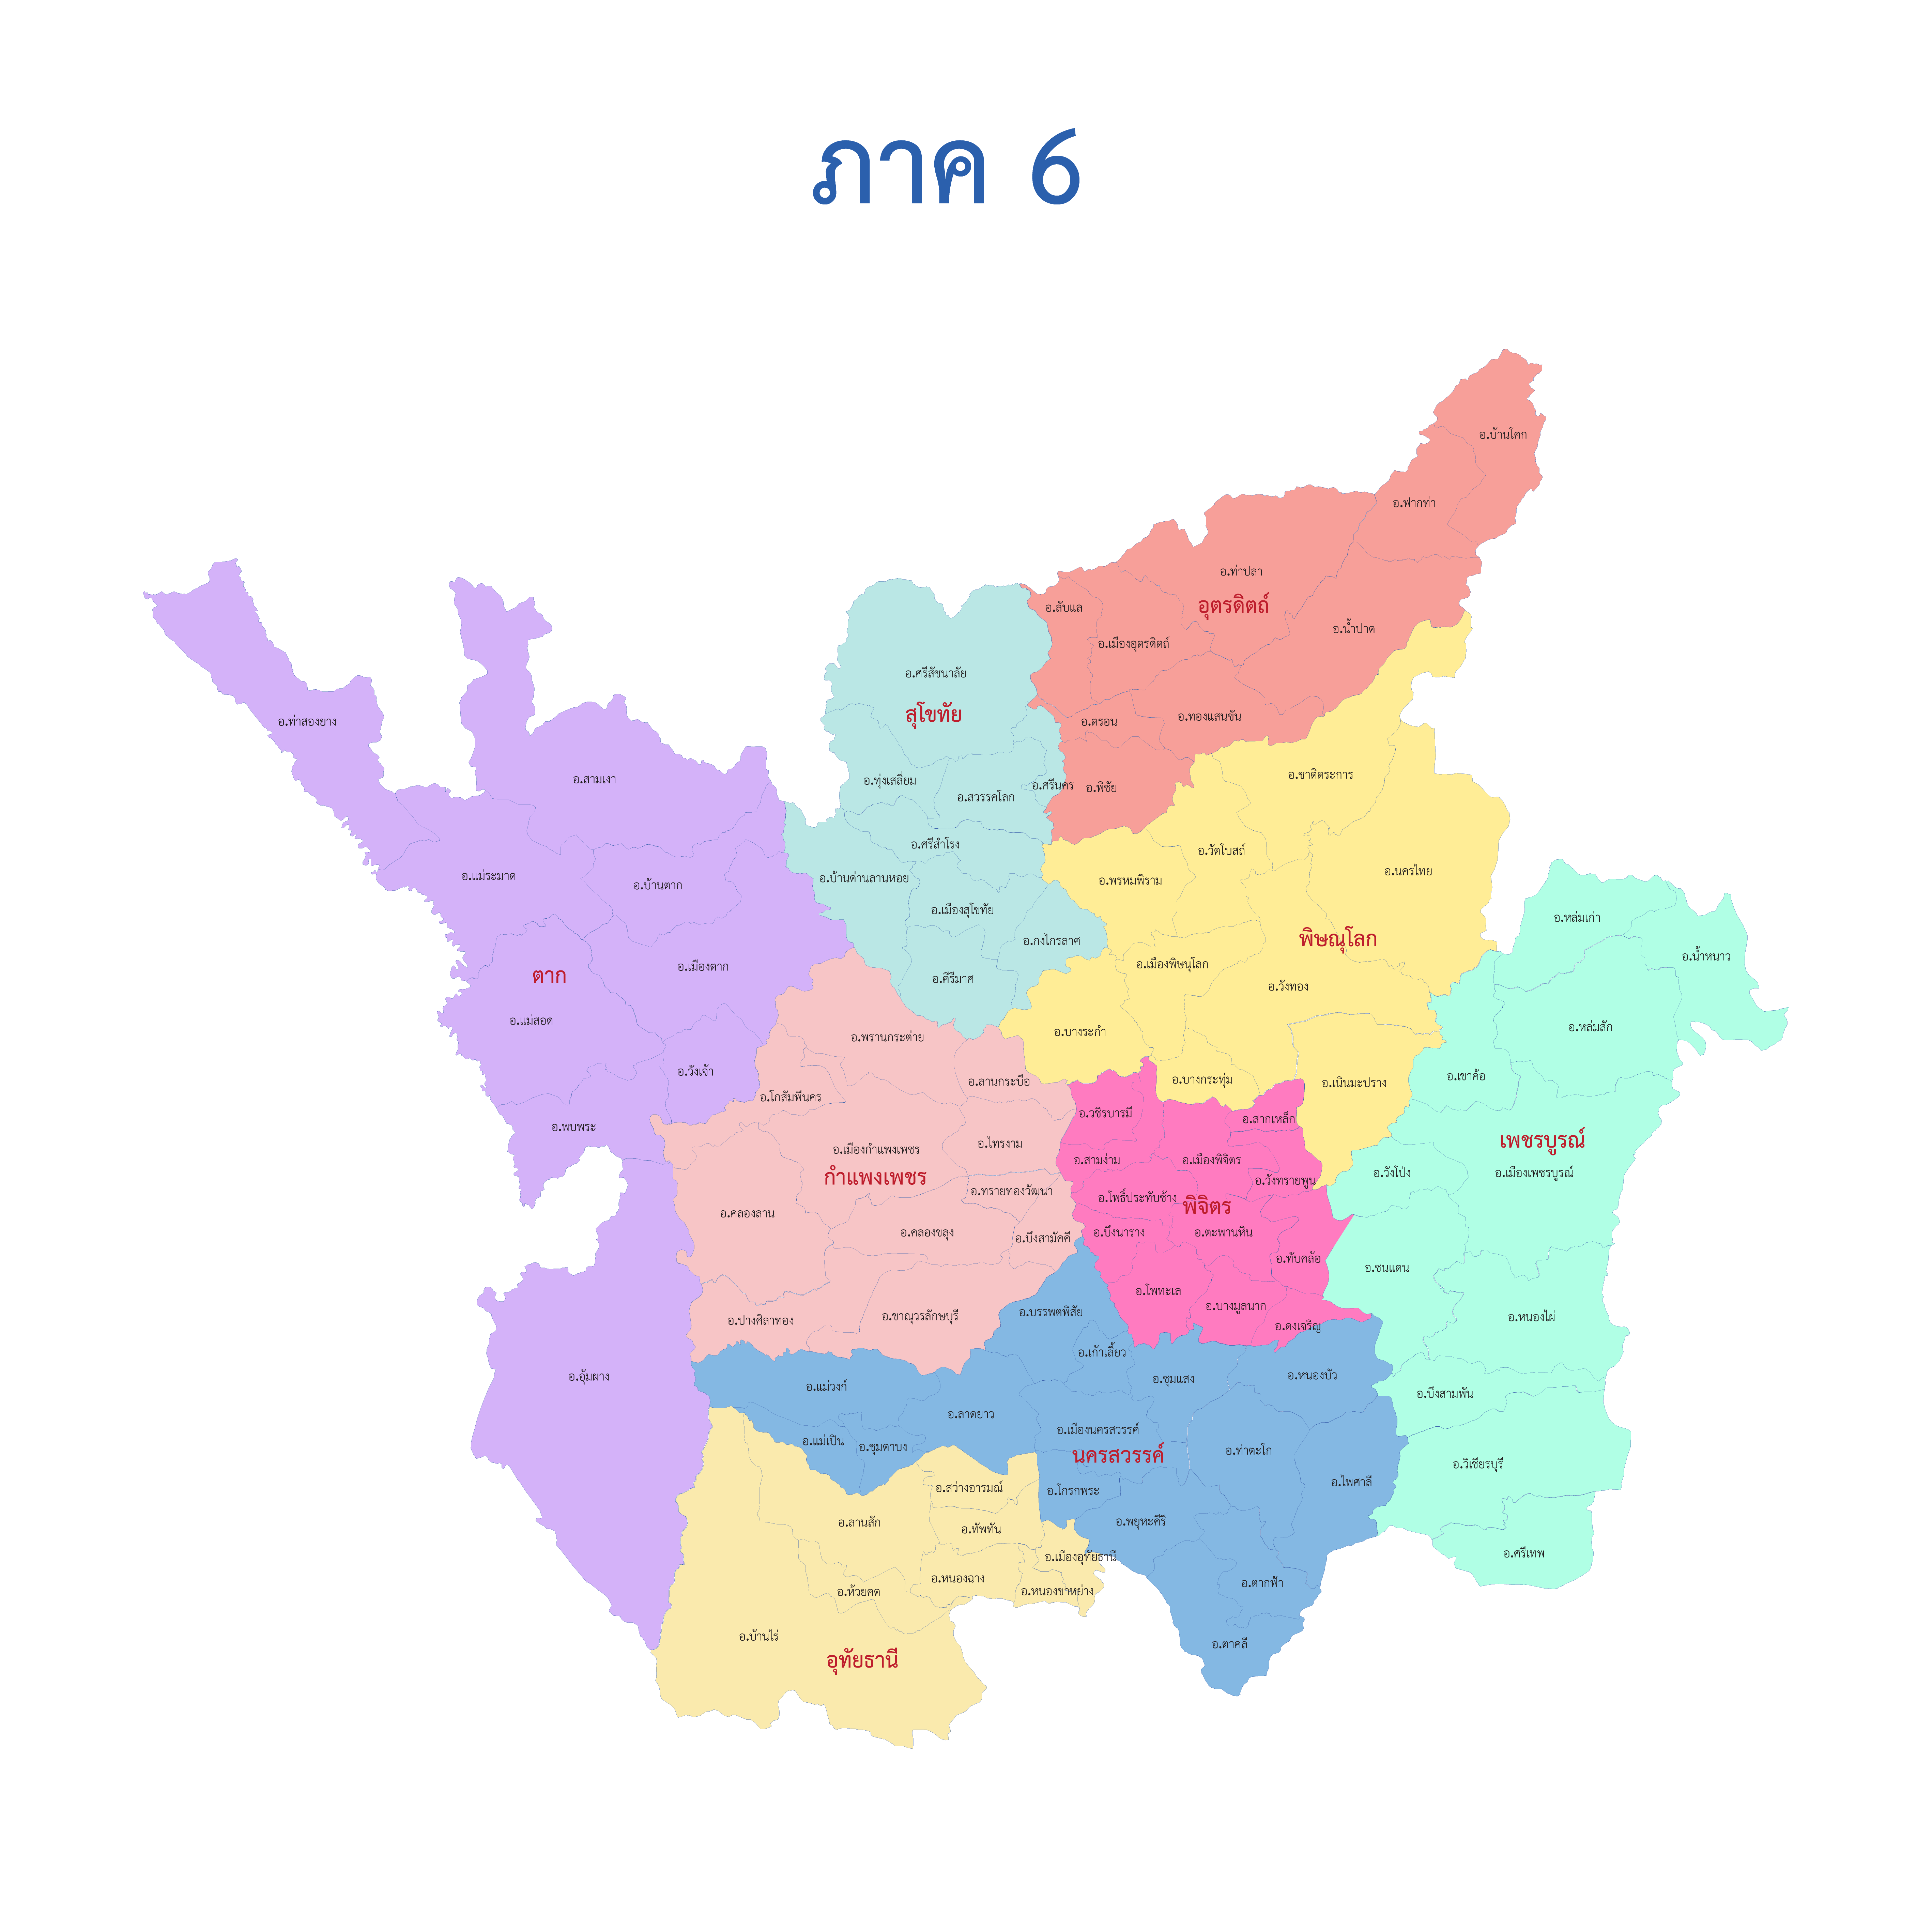 ภาค 6
อ.บ้านโคก
อ.ฟากท่า
อ.ท่าปลา
อุตรดิตถ์
อ.ลับแล
อ.น้ำปาด
อ.เมืองอุตรดิตถ์
อ.ตรอน
อ.ทองแสนขัน
อ.พิชัย
อ.ศรีสัชนาลัย
สุโขทัย
อ.ทุ่งเสลี่ยม
อ.สวรรคโลก
อ.ศรีนคร
อ.ศรีสำโรง
อ.บ้านด่านลานหอย
อ.เมืองสุโขทัย
อ.กงไกรลาศ
อ.คีรีมาศ
อ.ท่าสองยาง
อ.สามเงา
อ.แม่ระมาด
อ.บ้านตาก
อ.เมืองตาก
ตาก
อ.แม่สอด
อ.วังเจ้า
อ.พบพระ
อ.อุ้มผาง
อ.ชาติตระการ
อ.วัดโบสถ์
อ.นครไทย
อ.พรหมพิราม
พิษณุโลก
อ.เมืองพิษนุโลก
อ.วังทอง
อ.บางระกำ
อ.บางกระทุ่ม
อ.เนินมะปราง
อ.หล่มเก่า
อ.น้ำหนาว
อ.หล่มสัก
อ.เขาค้อ
เพชรบูรณ์
อ.วังโป่ง
อ.เมืองเพชรบูรณ์
อ.ชนแดน
อ.หนองไผ่
อ.บึงสามพัน
อ.วิเชียรบุรี
อ.ศรีเทพ
อ.พรานกระต่าย
อ.ลานกระบือ
อ.โกสัมพีนคร
อ.เมืองกำแพงเพชร
อ.ไทรงาม
กำแพงเพชร
อ.ทรายทองวัฒนา
อ.คลองลาน
อ.คลองขลุง
อ.บึงสามัคคี
อ.ปางศิลาทอง
อ.ขาณุวรลักษบุรี
อ.วชิรบารมี
อ.สากเหล็ก
อ.สามง่าม
อ.เมืองพิจิตร
อ.วังทรายพูน
อ.โพธิ์ประทับช้าง
พิจิตร
อ.บึงนาราง
อ.ตะพานหิน
อ.ทับคล้อ
อ.โพทะเล
อ.บางมูลนาก
อ.ดงเจริญ
อ.บรรพตพิสัย
อ.เก้าเลี้ยว
อ.ชุมแสง
อ.หนองบัว
อ.แม่วงก์
อ.ลาดยาว
อ.เมืองนครสวรรค์
อ.แม่เปิน
อ.ชุมตาบง
นครสวรรค์
อ.ท่าตะโก
อ.ไพศาลี
อ.โกรกพระ
อ.พยุหะคีรี
อ.ตากฟ้า
อ.ตาคลี
อ.สว่างอารมณ์
อ.ลานสัก
อ.ทัพทัน
อ.เมืองอุทัยธานี
อ.หนองฉาง
อ.ห้วยคต
อ.หนองขาหย่าง
อ.บ้านไร่
อุทัยธานี